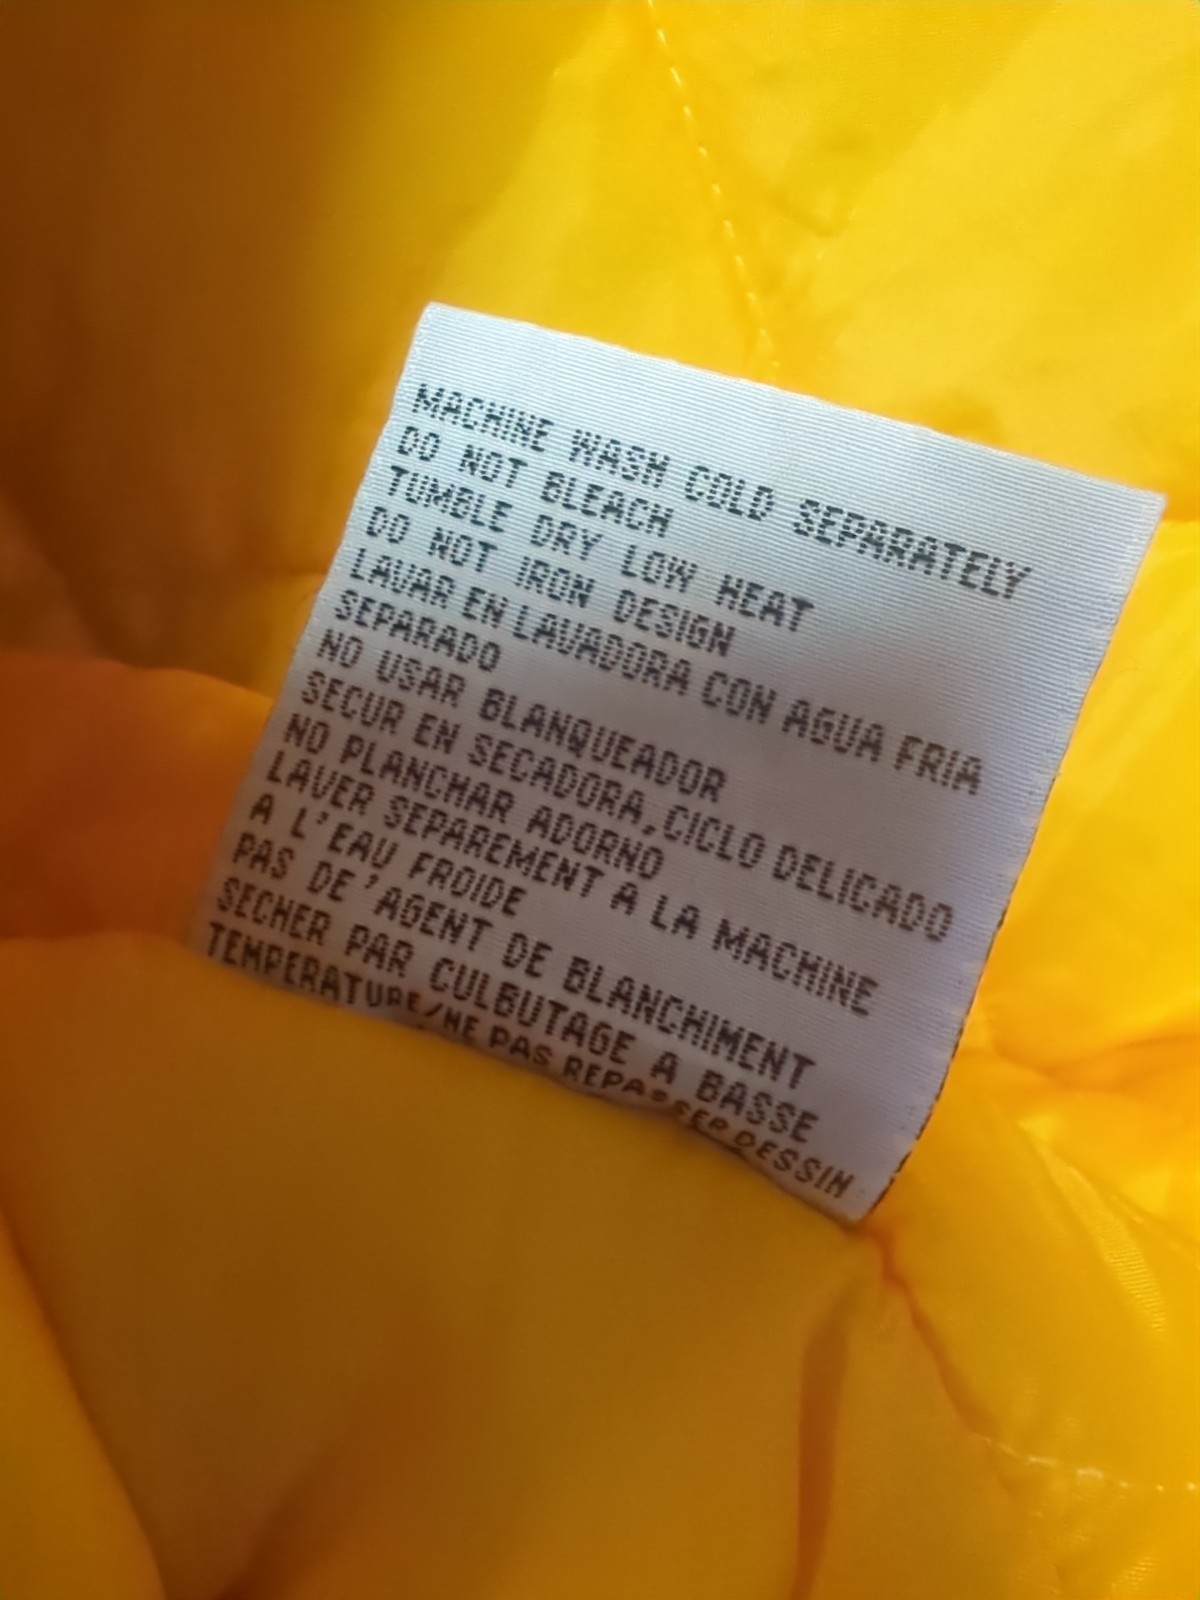 MACHINE WASH COLD SEPARATELY
DO NOT BLEACH
TUMBLE DRY LOW HEAT
DO NOT IRON DESIGN
LAVAR EN LAVADORA CON AGUA FRIA
SEPARADO
NO USAR BLANQUEADOR
SECUR EN SECADORA, CICLO DELICADO
NO PLANCHAR ADORNO
LAVER SEPAREMENT A LA MACHINE
A L'EAU FROIDE
PAS DE'AGENT DE BLANCHIMENT
SECHER PAR CULBUTAGE A BASSE
TEMPERATURE/NE PAS REPASSER DESSIN